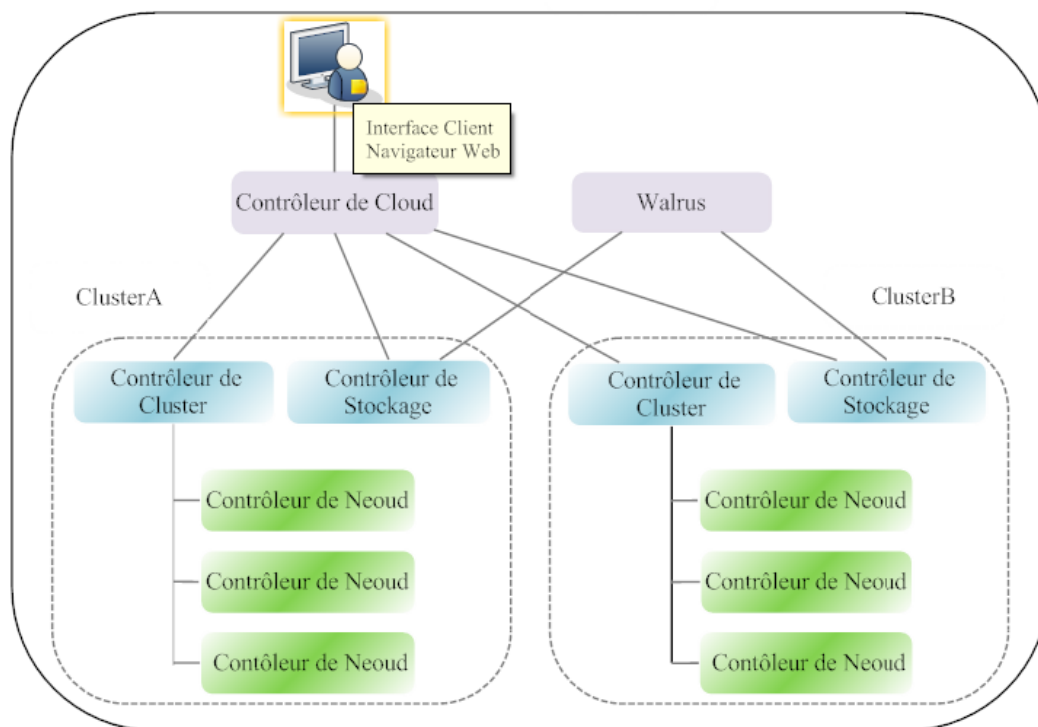 Interface Client
Navigateur Web
Contrôleur de Cloud
Walrus
ClusterA
ClusterB
Contrôleur de
Cluster
Contrôleur de
Stockage
Contrôleur de
Cluster
Contrôleur de
Stockage
Contrôleur de Neoud
Contrôleur de Neoud
Contrôleur de Neoud
Contrôleur de Neoud
Contôleur de Neoud
Contôleur de Neoud